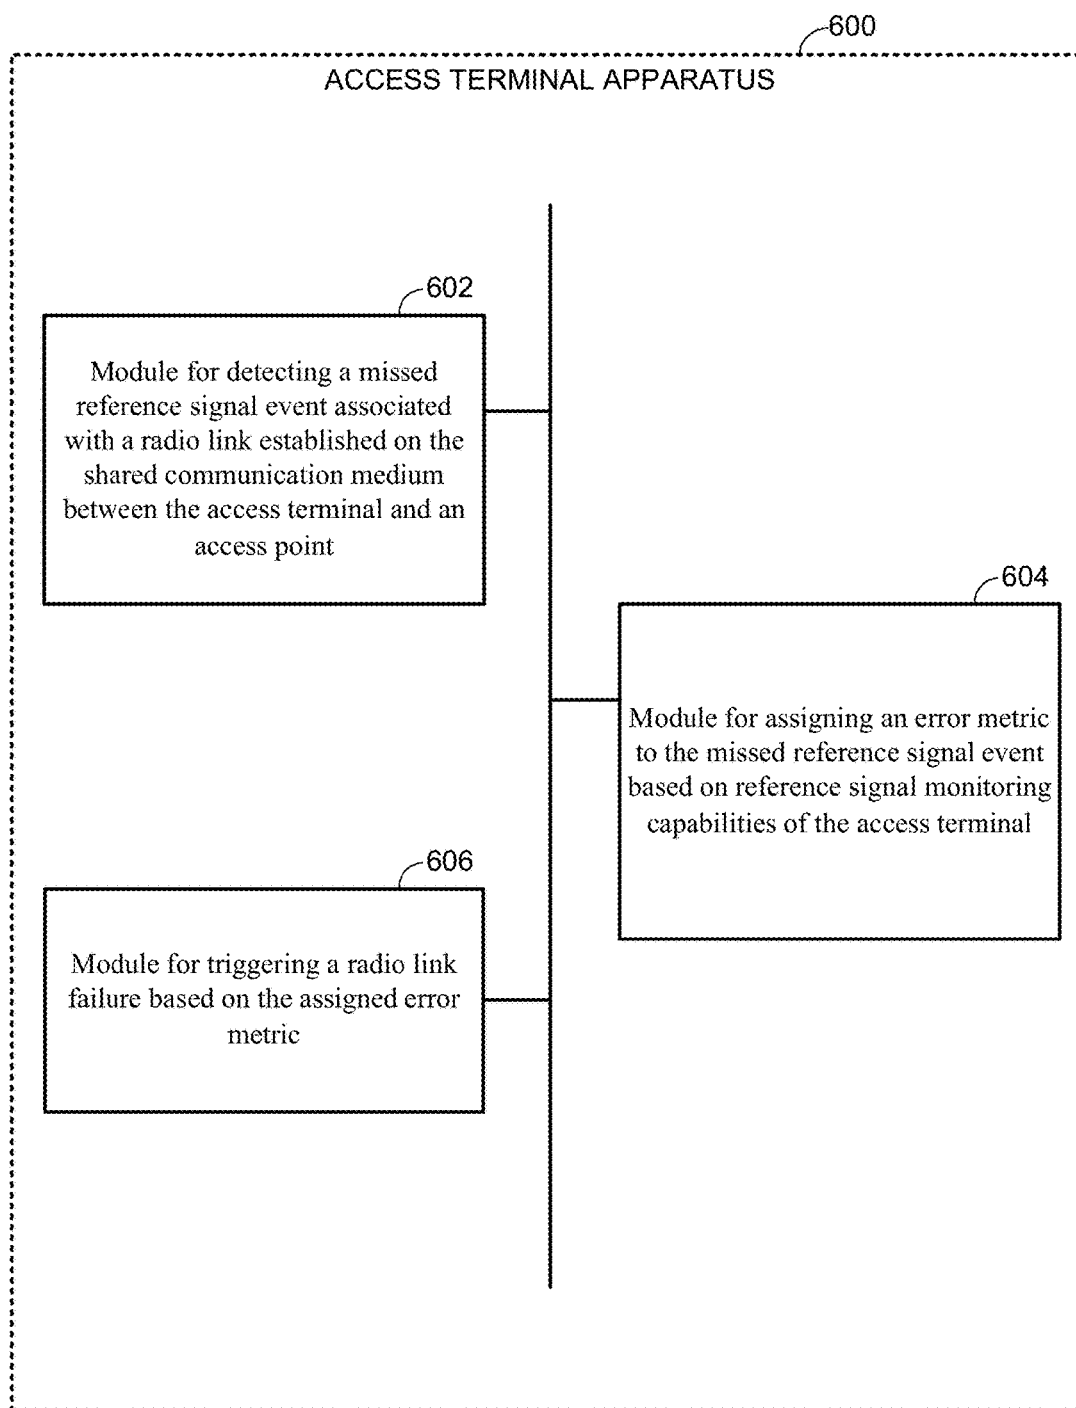 600
ACCESS TERMINAL APPARATUS
602
Module for detecting a missed
reference signal event associated
with a radio link established on the
shared communication medium
between the access terminal and an
access point
604
Module for assigning an error metric
to the missed reference signal event
based on reference signal monitoring
capabilities of the access terminal
606
Module for triggering a radio link
failure based on the assigned error
metric